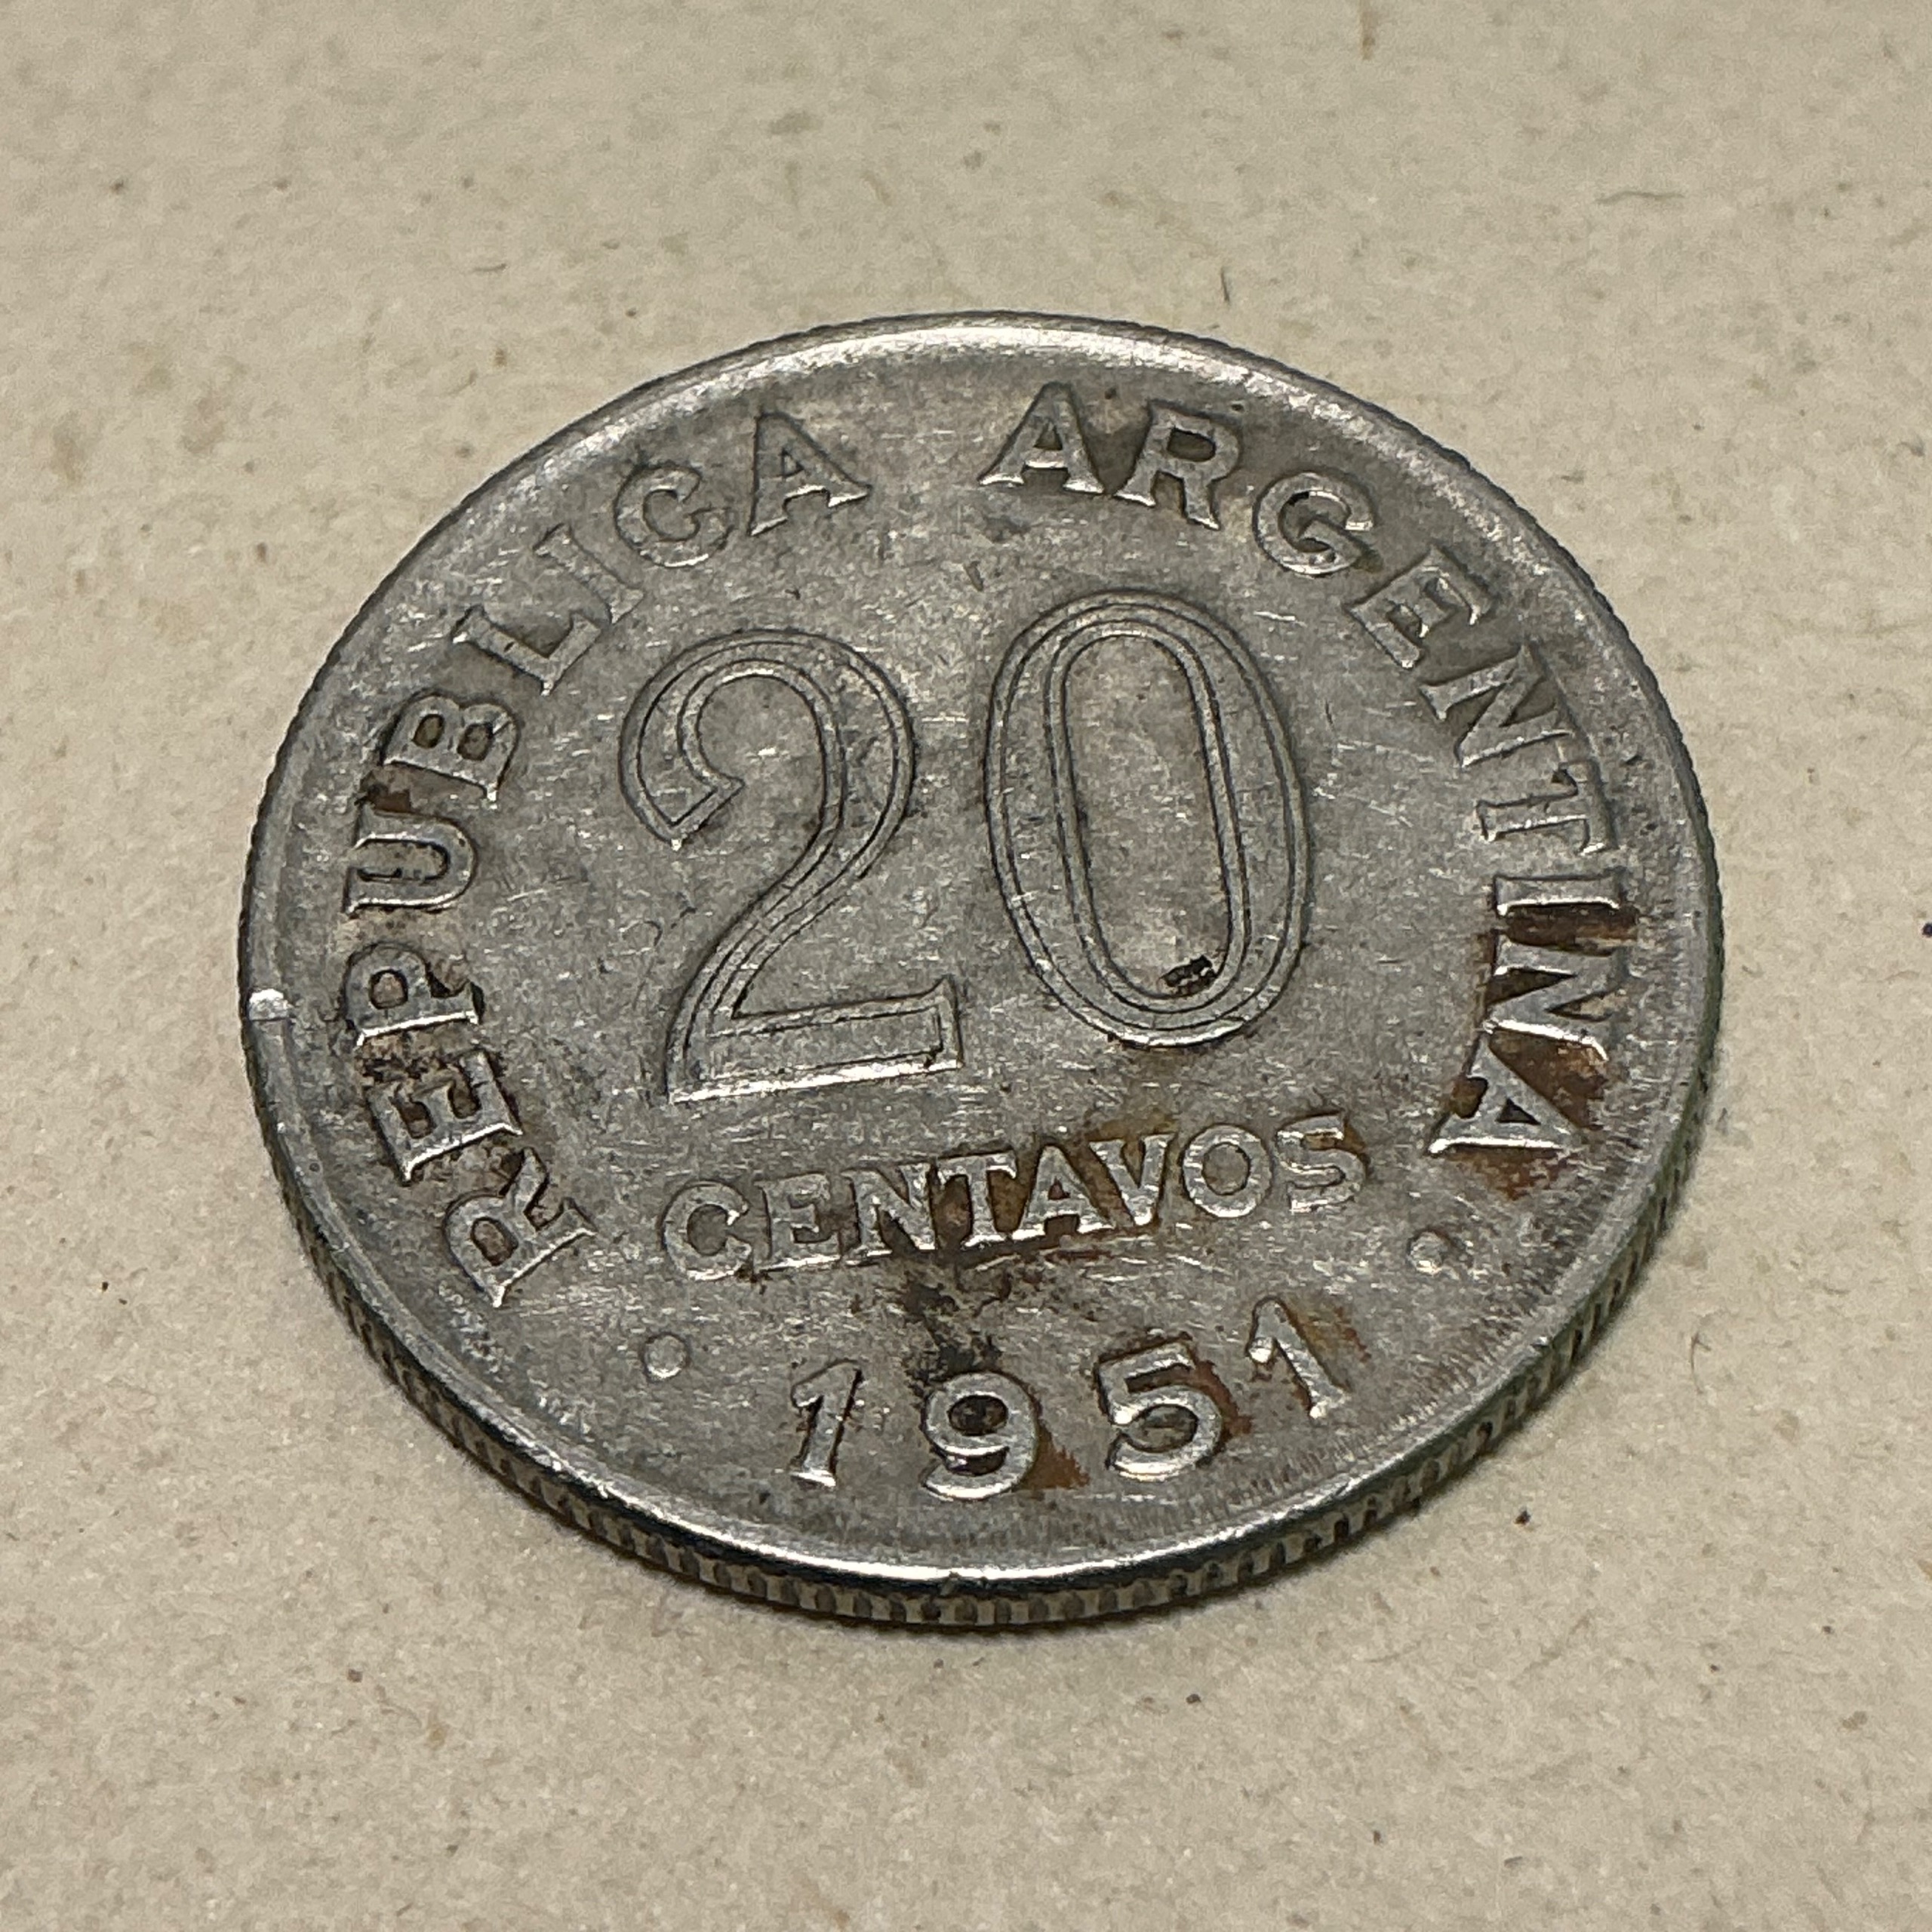 REPUBLICA ARGENTINA
20
CENTAVOS
1951